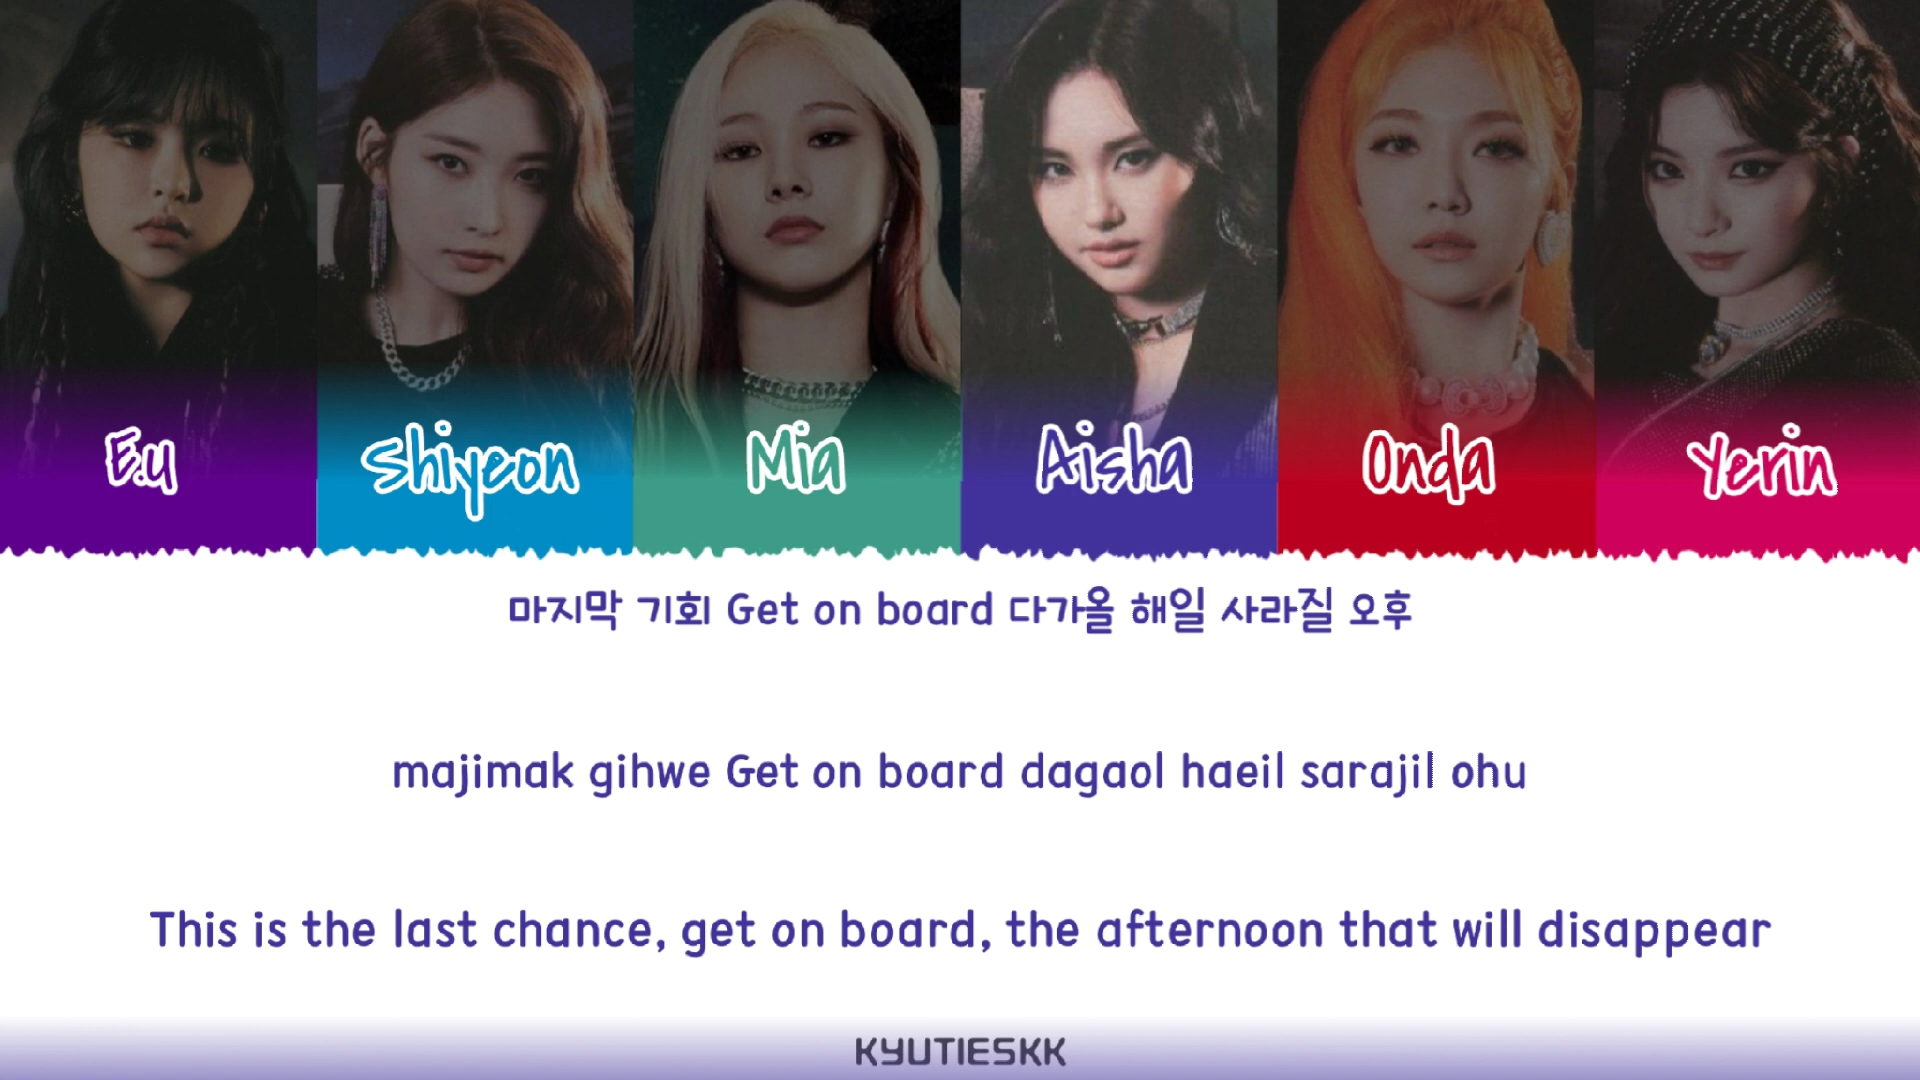 E.U Shiyeon Mia Aisha Onda Yerin
마지막 기회 Get on board 다가올 해일 사라질 오후
majimak gihwe Get on board dagaol haeil sarajil ohu
This is the last chance, get on board, the afternoon that will disappear
KYUTIESKK